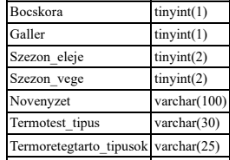 Bocskora tinyint(1)
Galler tinyint(1)
Szezon_eleje tinyint(2)
Szezon_vege tinyint(2)
Novenyzet varchar(100)
Termotest_tipus varchar(30)
Termoretegtarto_tipusok varchar(25)